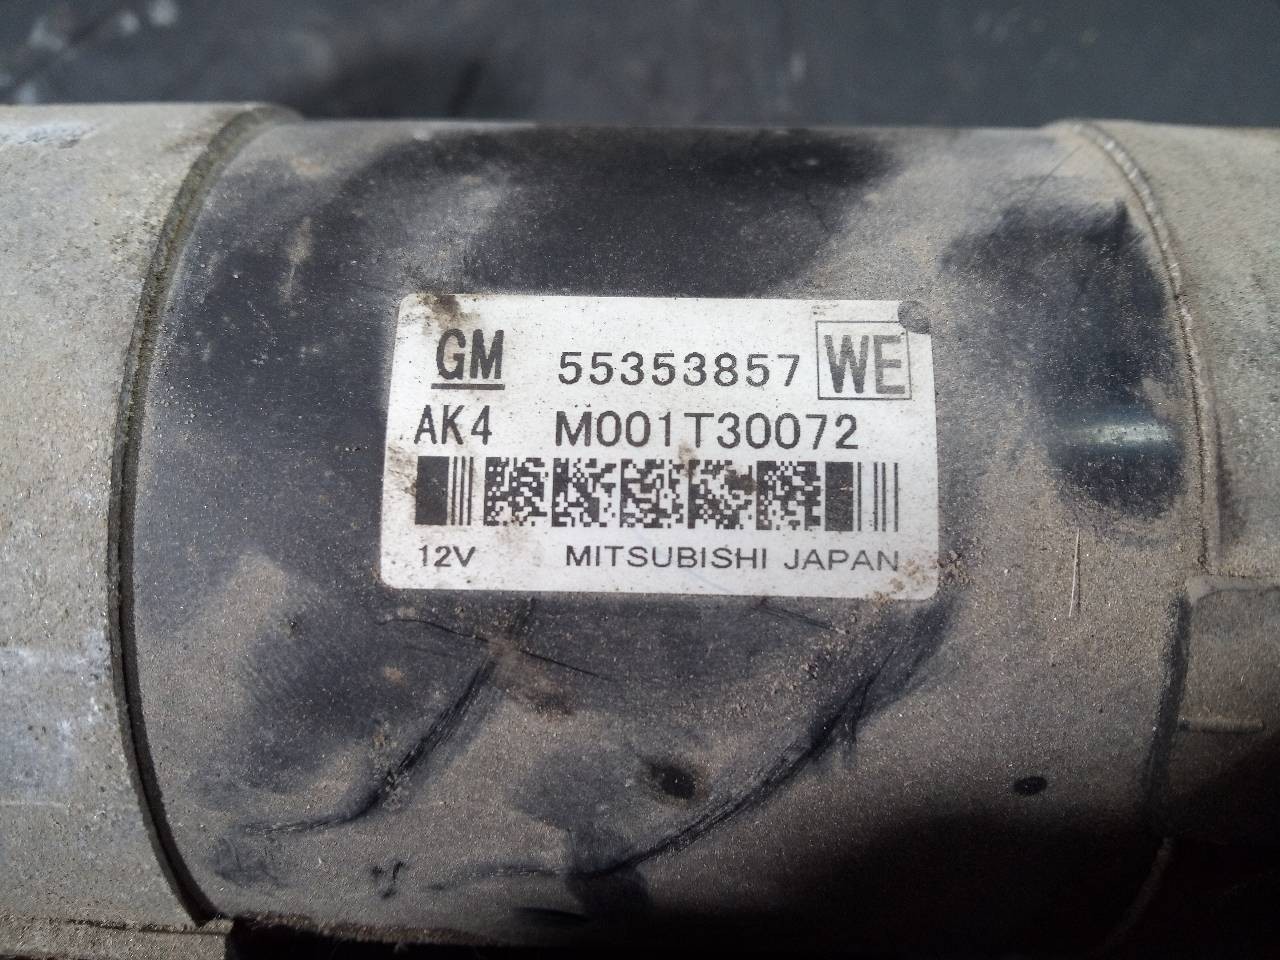 GM 55353857 WE
AK4 M001T30072
12V MITSUBISHI JAPAN